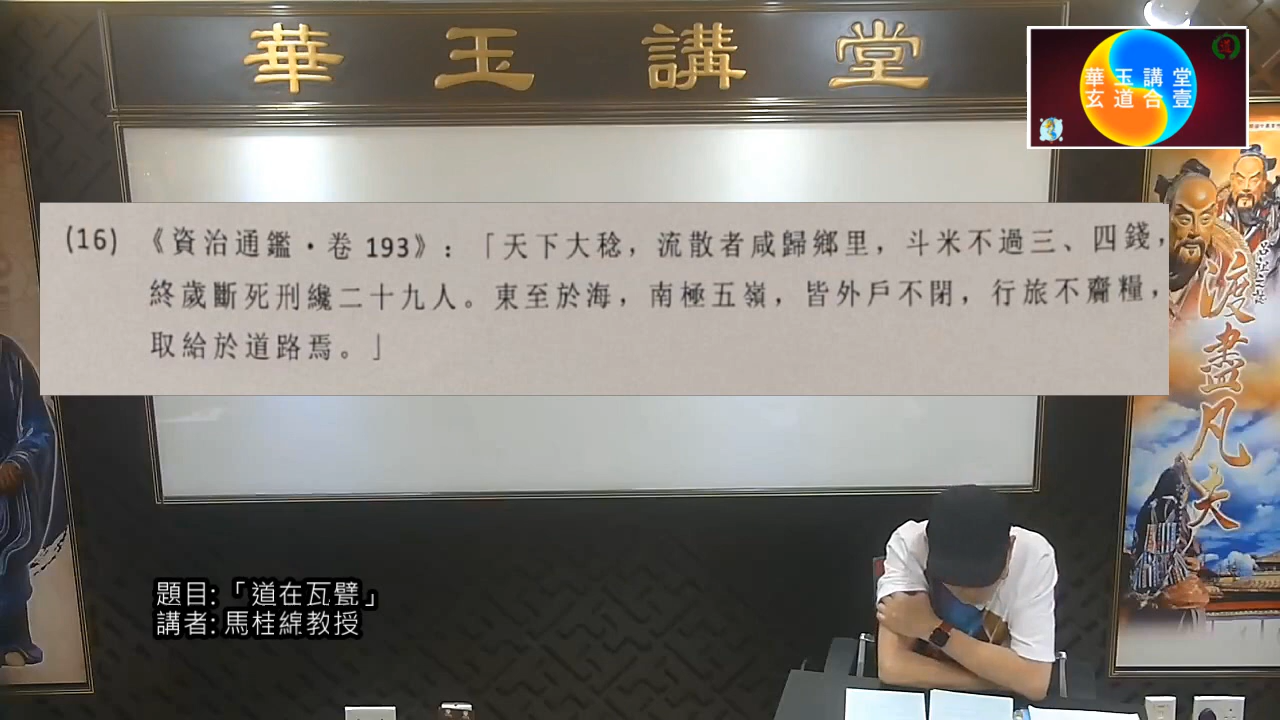 華玉講堂
華玉講堂
玄道合壹
(16) 《資治通鑑·卷 193》:「天下大稔,流散者咸歸鄉里,斗米不過三、四錢,
終歲斷死刑纔二十九人。東至於海,南極五嶺,皆外戶不閉,行旅不齎糧,
取給於道路焉。」
渡盡凡夫
題目:「道在瓦甓」
講者: 馬桂綿教授